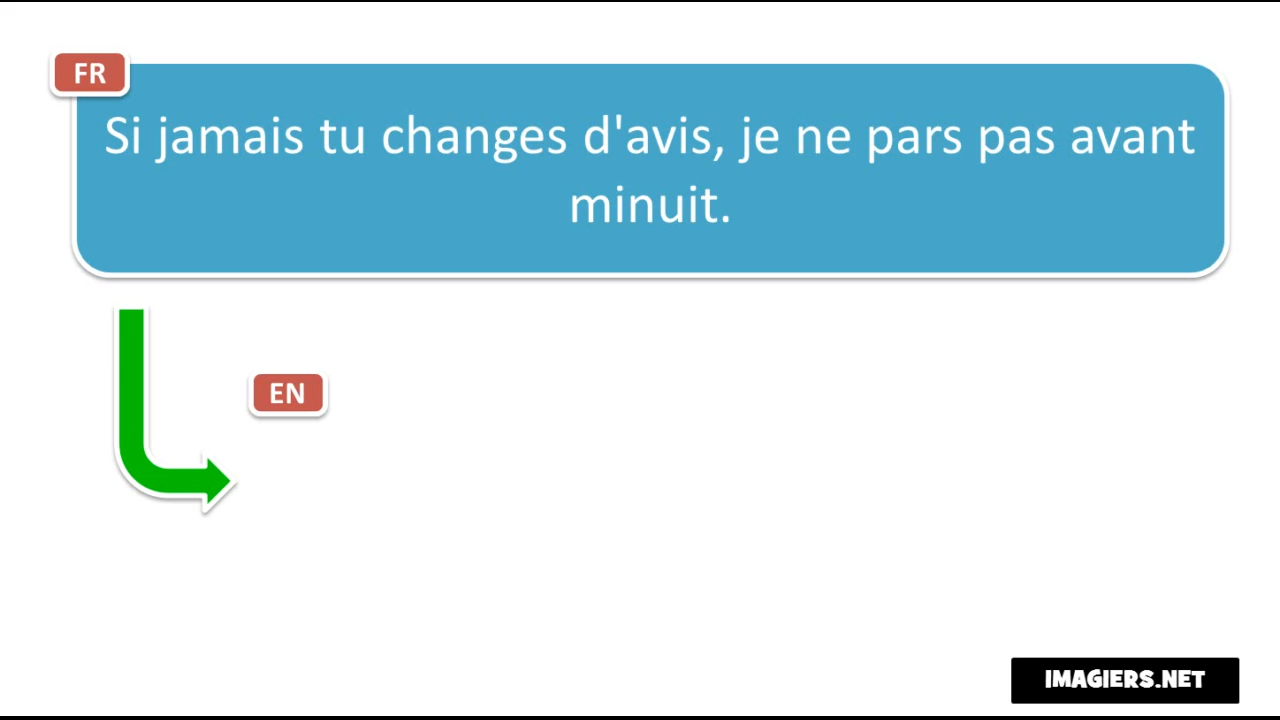 FR
Si jamais tu changes d'avis, je ne pars pas avant
minuit.
EN
IMAGIERS.NET